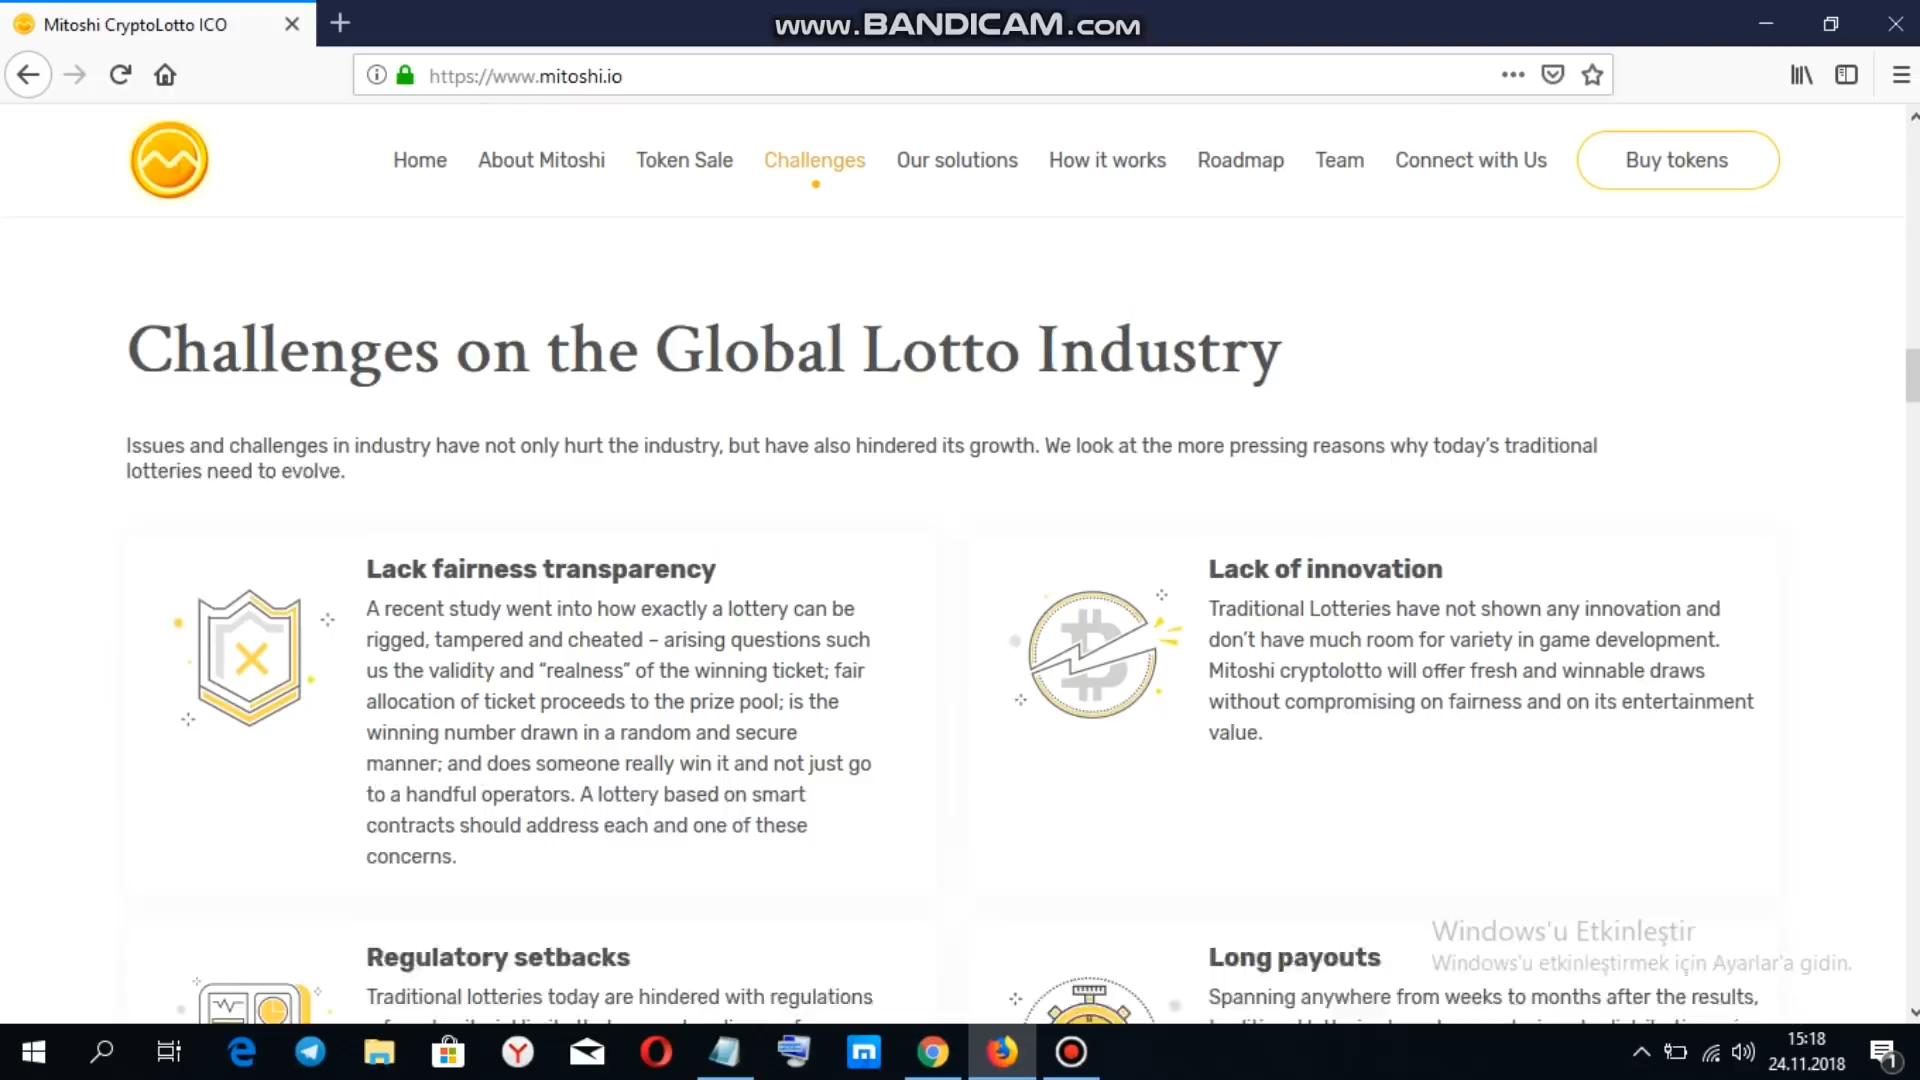 Mitoshi CryptoLotto ICO
www.BANDICAM.com
https://www.mitoshi.io
Home
About Mitoshi
Token Sale
Challenges
Our solutions
How it works
Roadmap
Team
Connect with Us
Buy tokens
Challenges on the Global Lotto Industry
Issues and challenges in industry have not only hurt the industry, but have also hindered its growth. We look at the more pressing reasons why today’s traditional
lotteries need to evolve.
Lack fairness transparency
A recent study went into how exactly a lottery can be
rigged, tampered and cheated – arising questions such
us the validity and “realness” of the winning ticket; fair
allocation of ticket proceeds to the prize pool; is the
winning number drawn in a random and secure
manner; and does someone really win it and not just go
to a handful operators. A lottery based on smart
contracts should address each and one of these
concerns.
Lack of innovation
Traditional Lotteries have not shown any innovation and
don’t have much room for variety in game development.
Mitoshi cryptolotto will offer fresh and winnable draws
without compromising on fairness and on its entertainment
value.
Regulatory setbacks
Traditional lotteries today are hindered with regulations
Long payouts
Spanning anywhere from weeks to months after the results,
Windows'u Etkinleştir
Windows'u etkinleştirmek için Ayarlar'a gidin.
15:18
24.11.2018
1